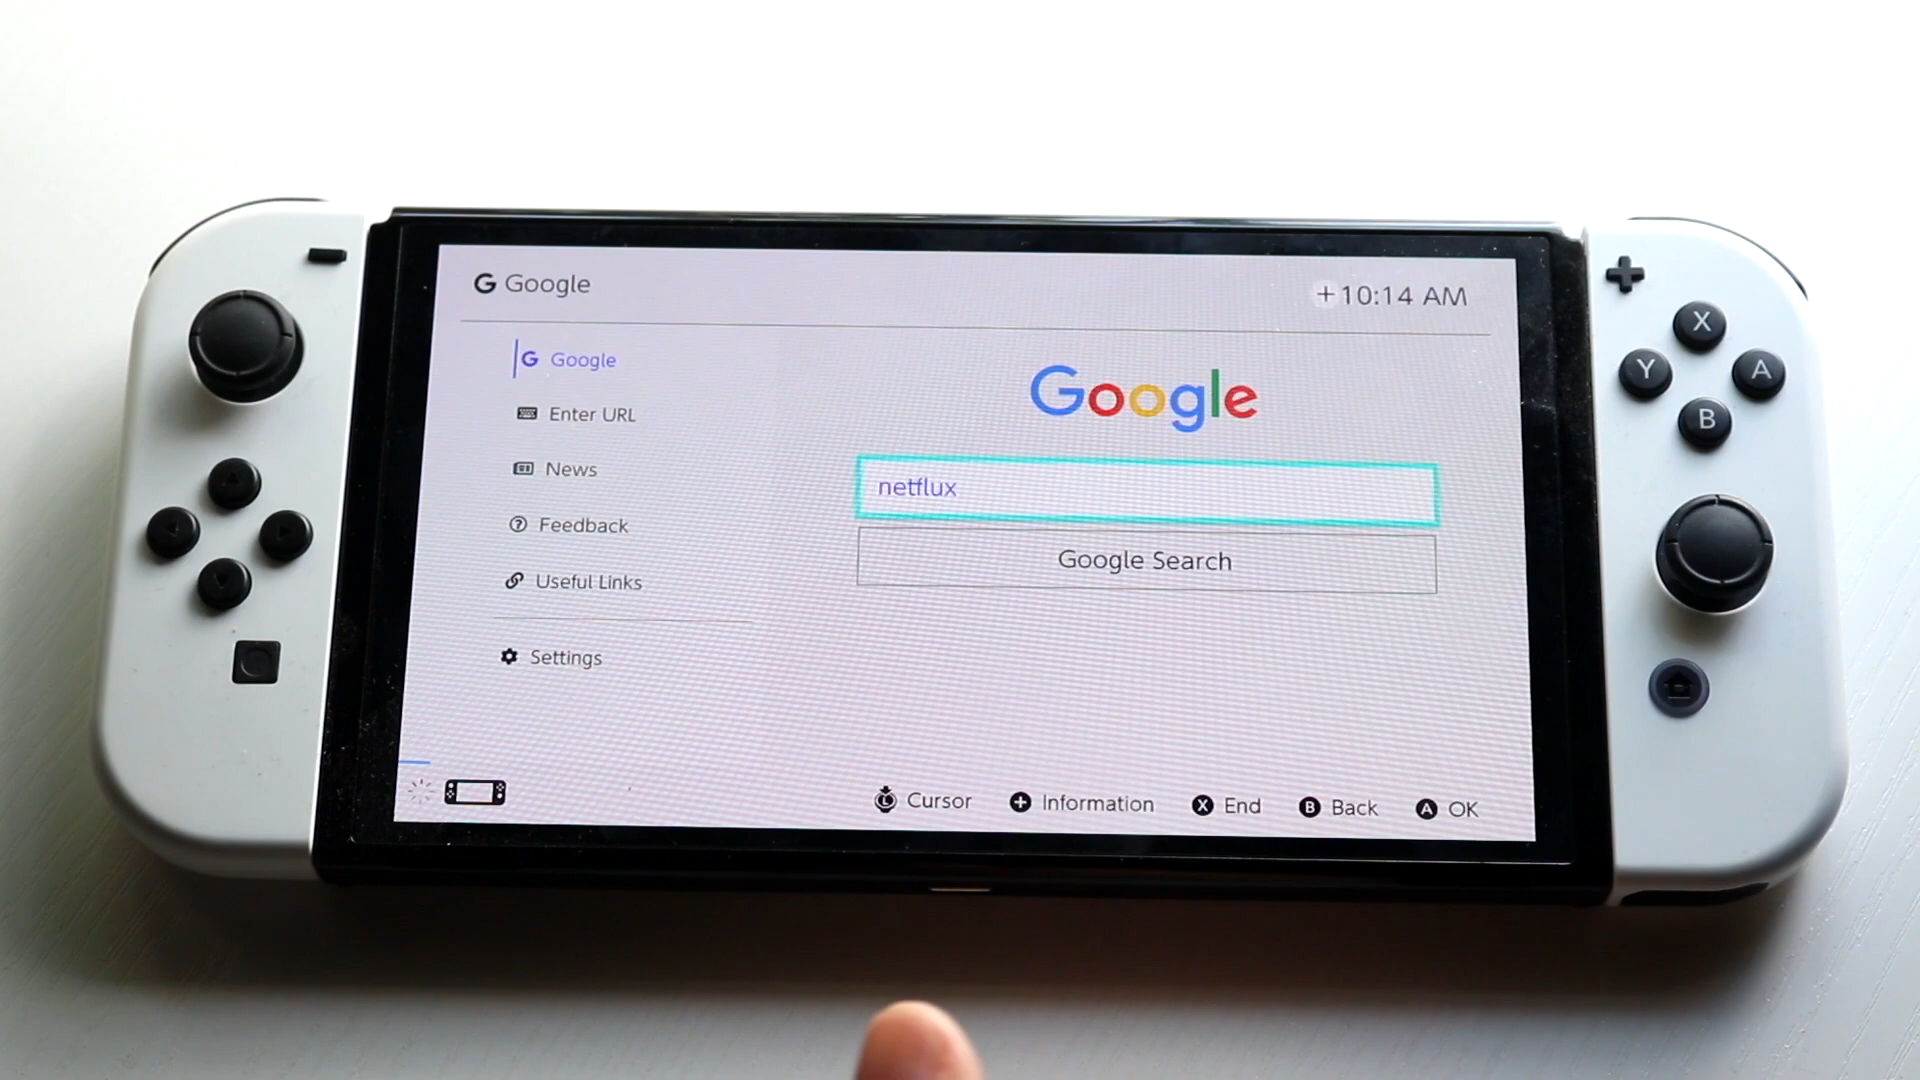 Google
+10:14 AM
Google
Enter URL
News
Feedback
Useful Links
Settings
Google
netflux
Google Search
L Cursor
+ Information
X End
B Back
A OK
X
Y
A
B